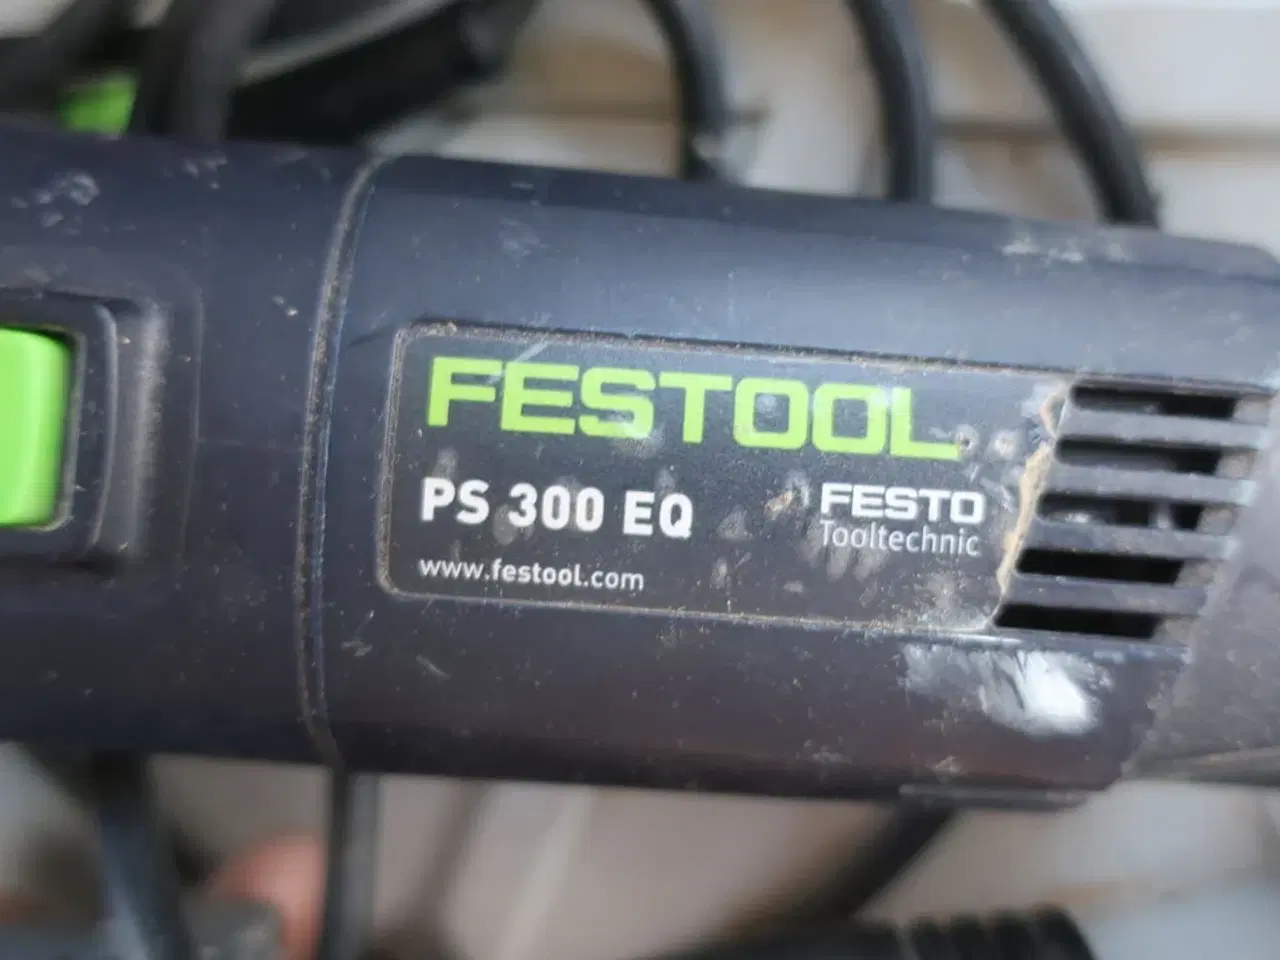 FESTOOL
PS 300 EQ
FESTO
Tooltechnic
www.festool.com